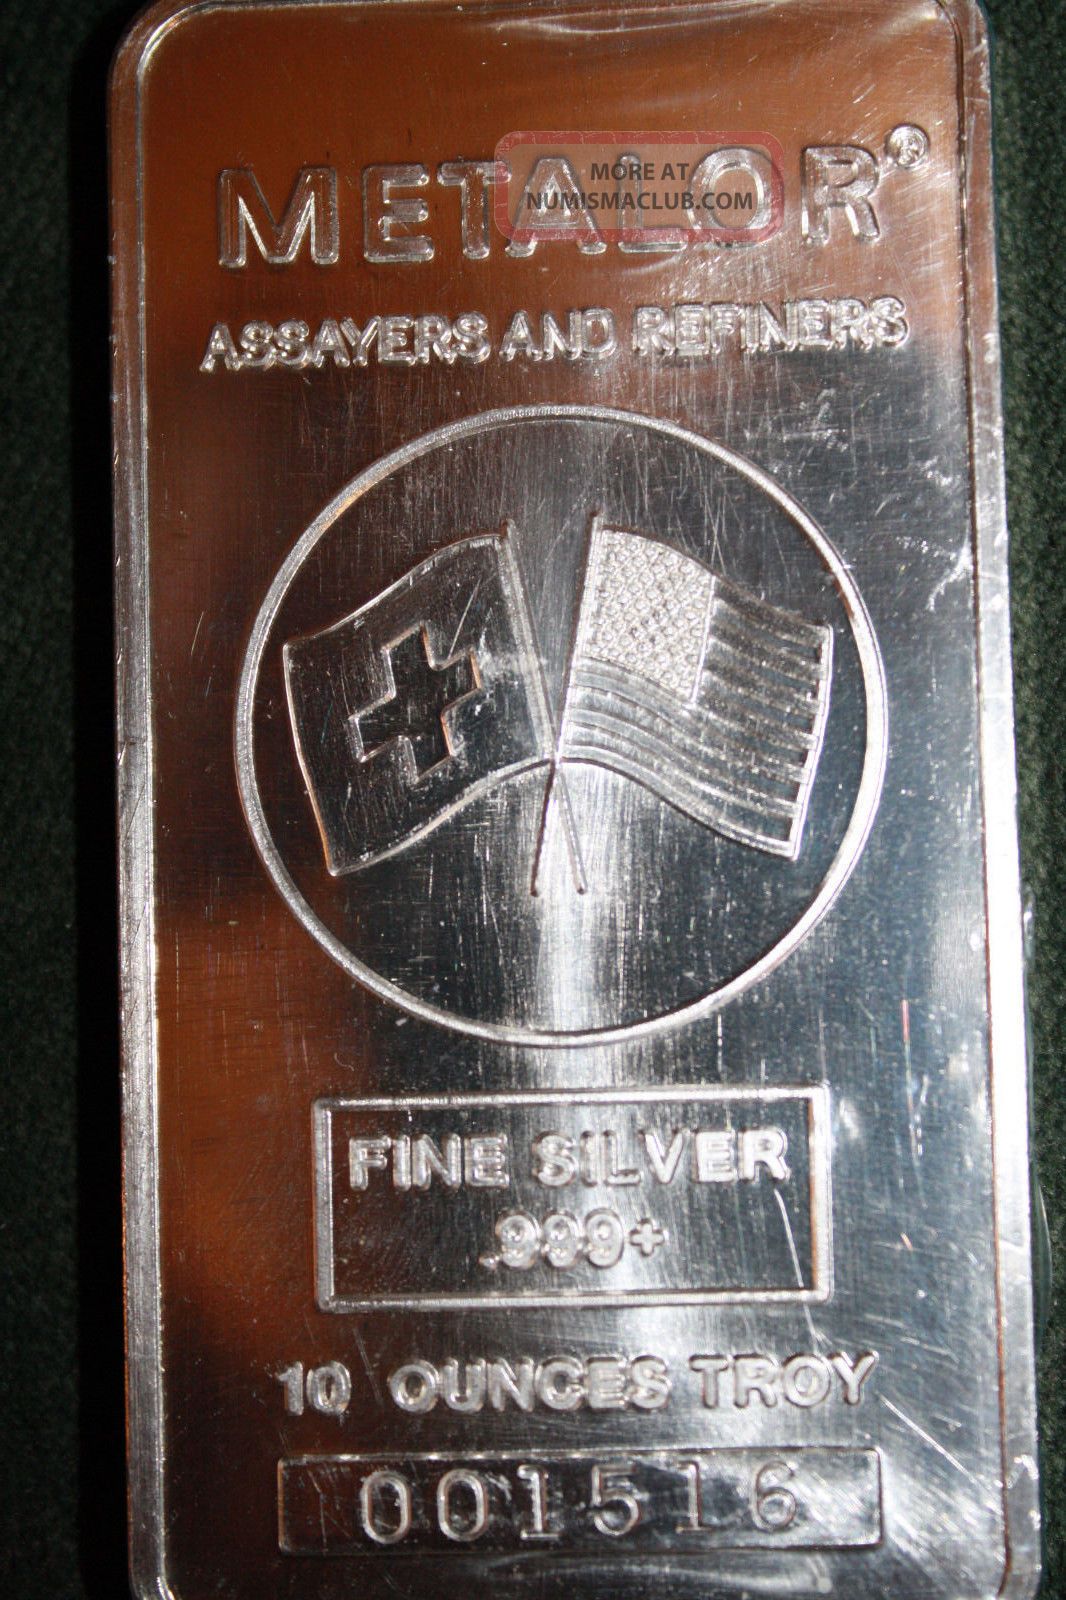 METALOR®
MORE AT
NUMISMACLUB.COM
ASSAYERS AND REFINERS
FINE SILVER
.999+
10 OUNCES TROY
001516